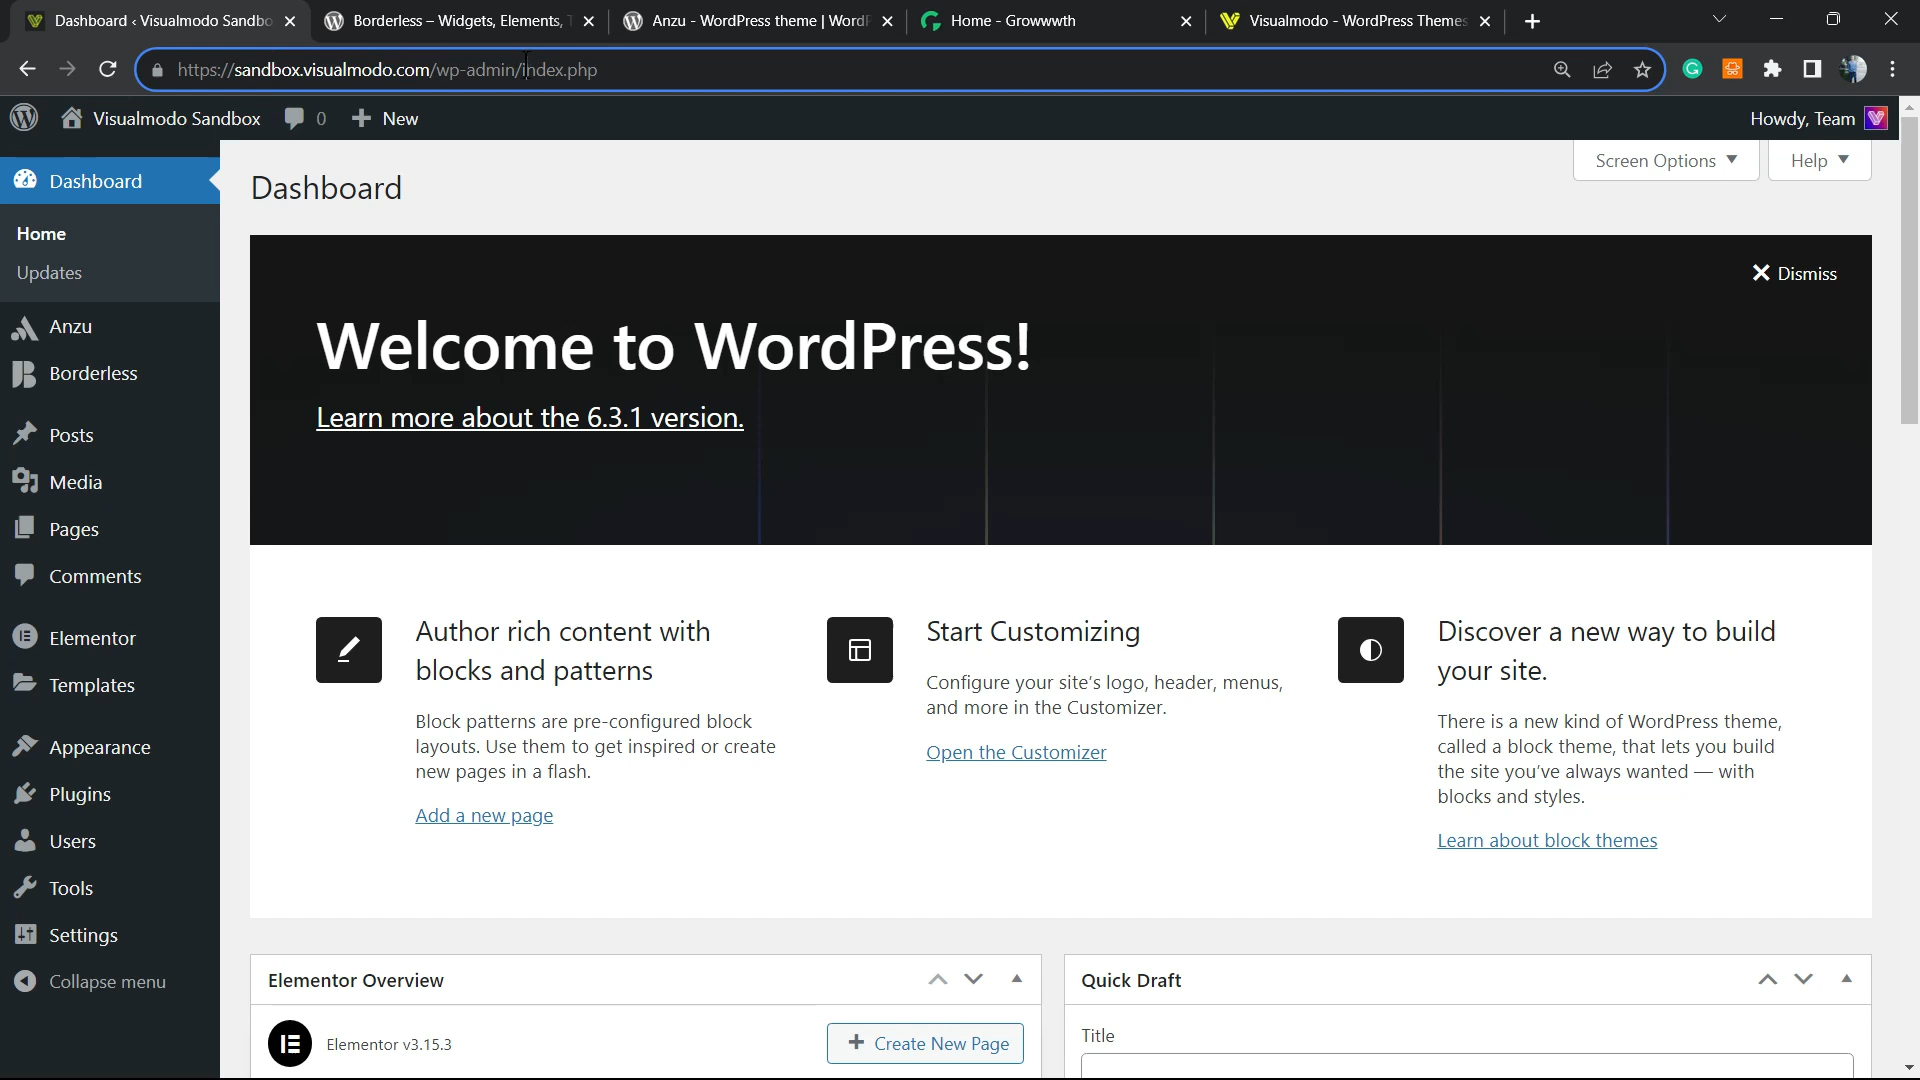 Dashboard ‹ Visualmodo Sandbo
Borderless – Widgets, Elements, T
Anzu - WordPress theme | WordP
Home - Growwwth
Visualmodo - WordPress Themes
https://sandbox.visualmodo.com/wp-admin/index.php
Visualmodo Sandbox
0
New
Howdy, Team
Screen Options
Help
Dashboard
Dashboard
Home
Updates
Anzu
Borderless
Posts
Media
Pages
Comments
Elementor
Templates
Appearance
Plugins
Users
Tools
Settings
Collapse menu
Dismiss
Welcome to WordPress!
Learn more about the 6.3.1 version.
Author rich content with
blocks and patterns
Block patterns are pre-configured block
layouts. Use them to get inspired or create
new pages in a flash.
Add a new page
Start Customizing
Configure your site's logo, header, menus,
and more in the Customizer.
Open the Customizer
Discover a new way to build
your site.
There is a new kind of WordPress theme,
called a block theme, that lets you build
the site you've always wanted — with
blocks and styles.
Learn about block themes
Elementor Overview
Elementor v3.15.3
Create New Page
Quick Draft
Title